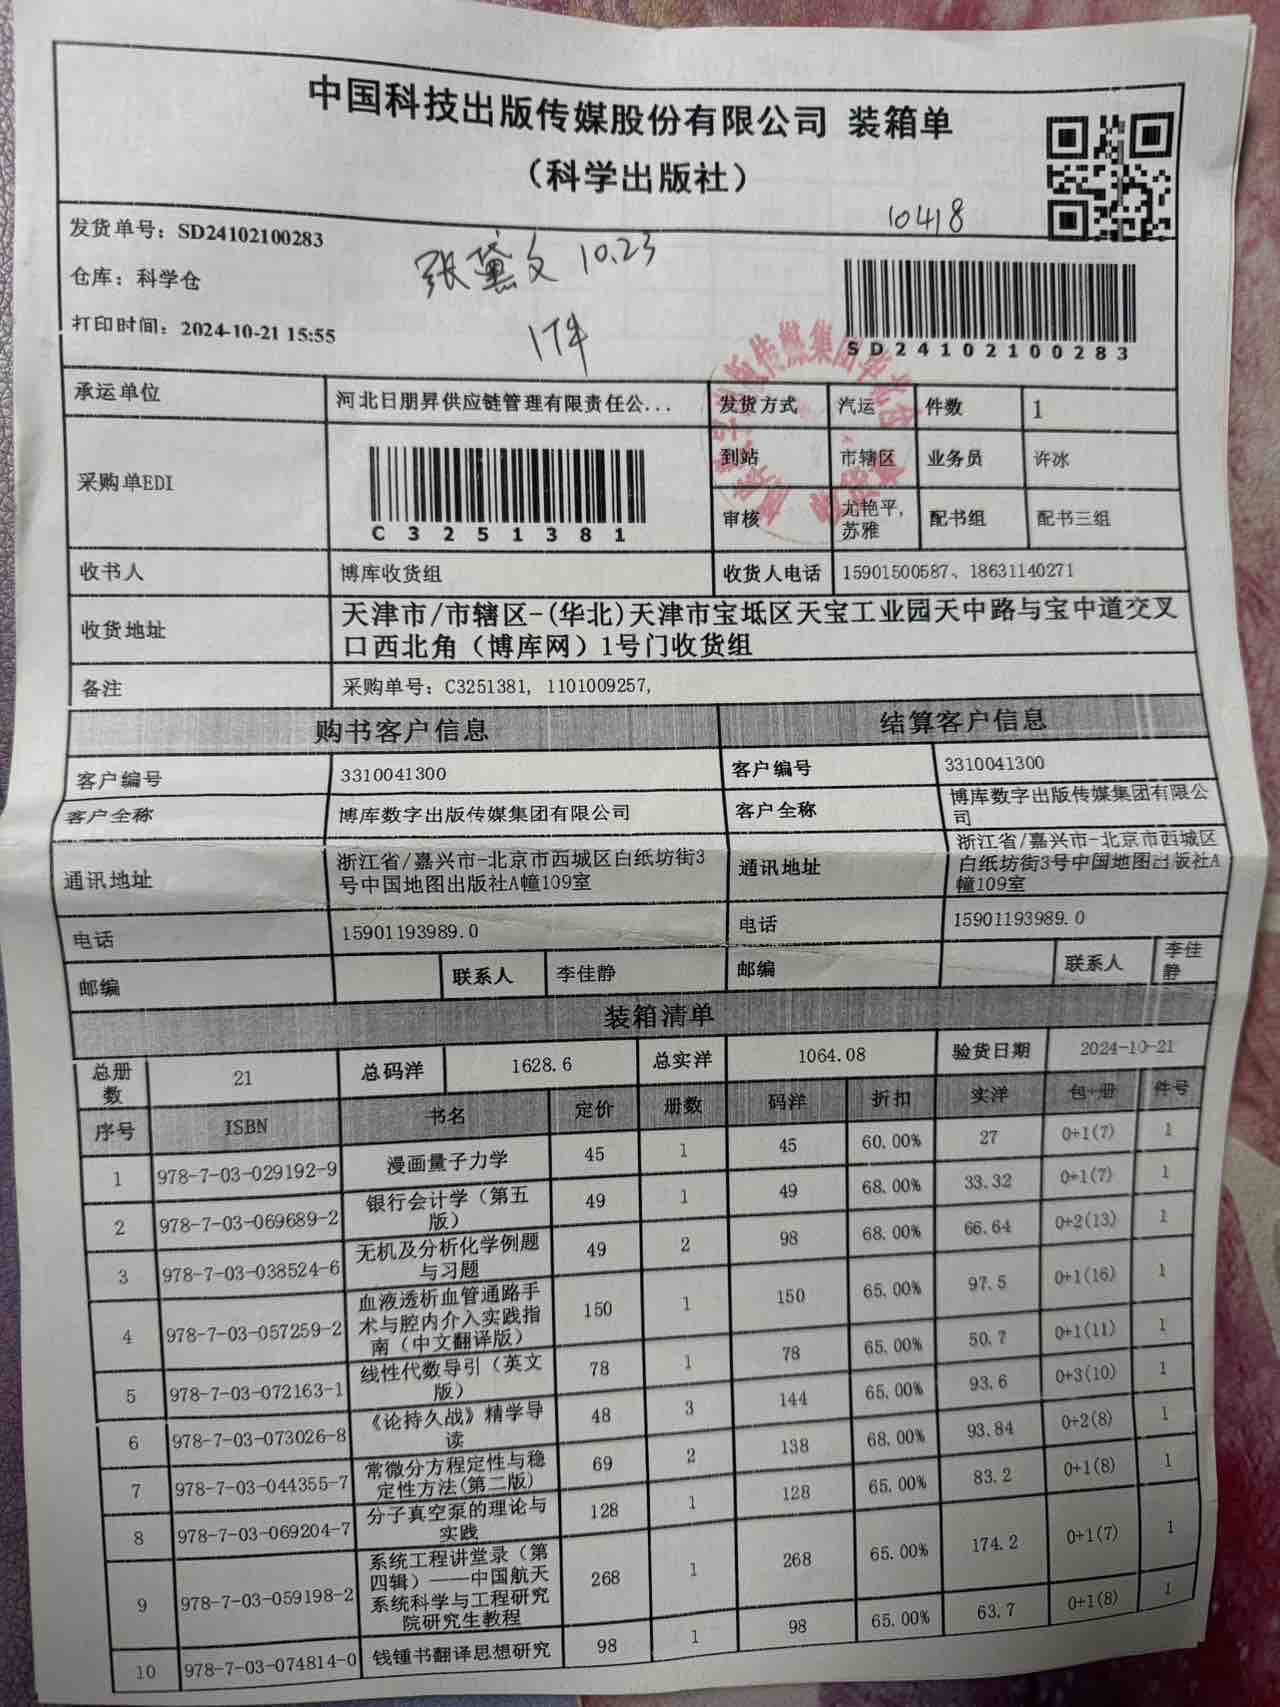 中国科技出版传媒股份有限公司 装箱单
（科学出版社）
10418
发货单号：SD24102100283
张黛文 10.23
仓库：科学仓
1件
打印时间：2024-10-21 15:55
SD24102100283
承运单位 河北日朋昇供应链管理有限责任公... 发货方式 汽运 件数 1
采购单EDI C3251381 到站 市辖区 业务员 许冰
审核 尤艳平, 苏雅 配书组 配书三组
收书人 博库收货组 收货人电话 15901500587、18631140271
收货地址 天津市/市辖区-(华北)天津市宝坻区天宝工业园天中路与宝中道交叉
口西北角（博库网）1号门收货组
备注 采购单号：C3251381, 1101009257,
购书客户信息 结算客户信息
客户编号 3310041300 客户编号 3310041300
客户全称 博库数字出版传媒集团有限公司 客户全称 博库数字出版传媒集团有限公司
通讯地址 浙江省/嘉兴市-北京市西城区白纸坊街3号中国地图出版社A幢109室 通讯地址 浙江省/嘉兴市-北京市西城区白纸坊街3号中国地图出版社A幢109室
电话 15901193989.0 电话 15901193989.0
邮编 联系人 李佳静 邮编 联系人 李佳静
装箱清单
总册数 21 总码洋 1628.6 总实洋 1064.08 验货日期 2024-10-21
序号 ISBN 书名 定价 册数 码洋 折扣 实洋 包+册 件号
1 978-7-03-029192-9 漫画量子力学 45 1 45 60.00% 27 0+1(7) 1
2 978-7-03-069689-2 银行会计学（第五版） 49 1 49 68.00% 33.32 0+1(7) 1
3 978-7-03-038524-6 无机及分析化学例题与习题 49 2 98 68.00% 66.64 0+2(13) 1
4 978-7-03-057259-2 血液透析血管通路手术与腔内介入实践指南（中文翻译版） 150 1 150 65.00% 97.5 0+1(16) 1
5 978-7-03-072163-1 线性代数导引（英文版） 78 1 78 65.00% 50.7 0+1(11) 1
6 978-7-03-073026-8 《论持久战》精学导读 48 3 144 65.00% 93.6 0+3(10) 1
7 978-7-03-044355-7 常微分方程定性与稳定性方法(第二版) 69 2 138 68.00% 93.84 0+2(8) 1
8 978-7-03-069204-7 分子真空泵的理论与实践 128 1 128 65.00% 83.2 0+1(8) 1
9 978-7-03-059198-2 系统工程讲堂录（第四辑）——中国航天系统科学与工程研究院研究生教程 268 1 268 65.00% 174.2 0+1(7) 1
10 978-7-03-074814-0 钱锺书翻译思想研究 98 1 98 65.00% 63.7 0+1(8) 1